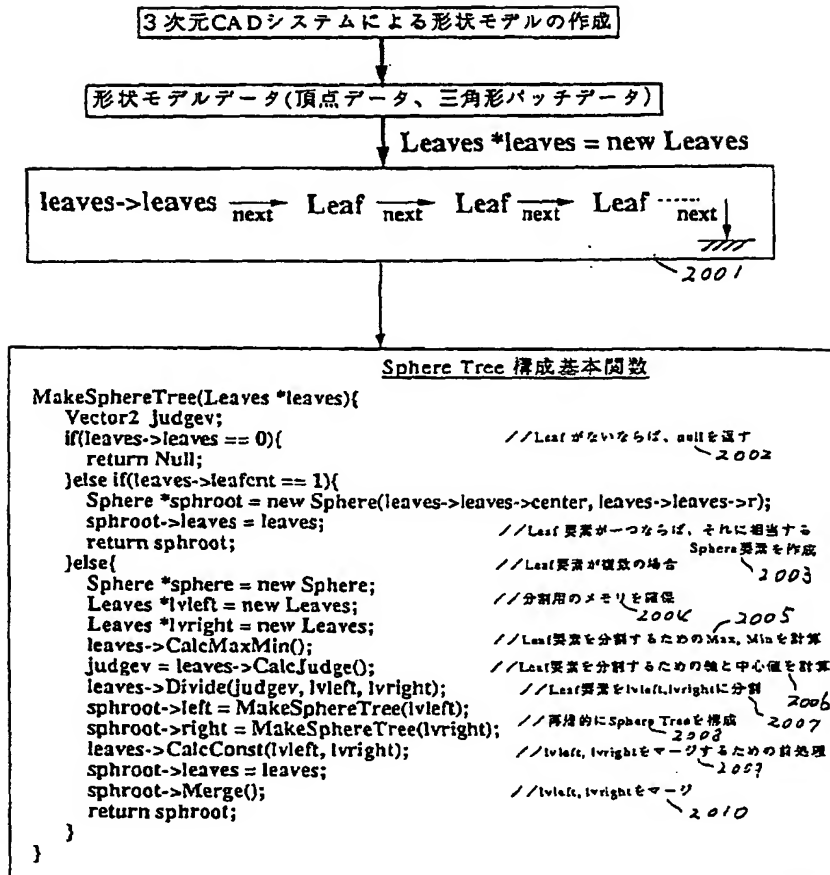 3次元CADシステムによる形状モデルの作成
形状モデルデータ(頂点データ、三角形パッチデータ)
Leaves *leaves = new Leaves
leaves->leaves next Leaf next Leaf next Leaf ...... next
2001
Sphere Tree 構成基本関数
MakeSphereTree(Leaves *leaves){
Vector2 judgev;
if(leaves->leaves == 0){ //Leaf がないならば、nullを返す
return Null; 2002
}else if(leaves->leafcnt == 1){
Sphere *sphroot = new Sphere(leaves->leaves->center, leaves->leaves->r);
sphroot->leaves = leaves; //Leaf 要素が一つならば、それに相当する
return sphroot; Sphere要素を作成
}else{ //Leaf要素が複数の場合 2003
Sphere *sphere = new Sphere;
Leaves *lvleft = new Leaves; //分割用のメモリを確保
Leaves *lvright = new Leaves; 2004 2005
leaves->CalcMaxMin(); //Leaf要素を分割するためのMax, Minを計算
judgev = leaves->CalcJudge(); //Leaf要素を分割するための軸と中心値を計算
leaves->Divide(judgev, lvleft, lvright); //Leaf要素をlvleft,lvrightに分割 2006
sphroot->left = MakeSphereTree(lvleft); 2007
sphroot->right = MakeSphereTree(lvright); //再帰的にSphere Treeを構成 2008
leaves->CalcConst(lvleft, lvright); //lvleft, lvrightをマージするための前処理
sphroot->leaves = leaves; 2009
sphroot->Merge(); //lvleft, lvrightをマージ
return sphroot; 2010
}
}